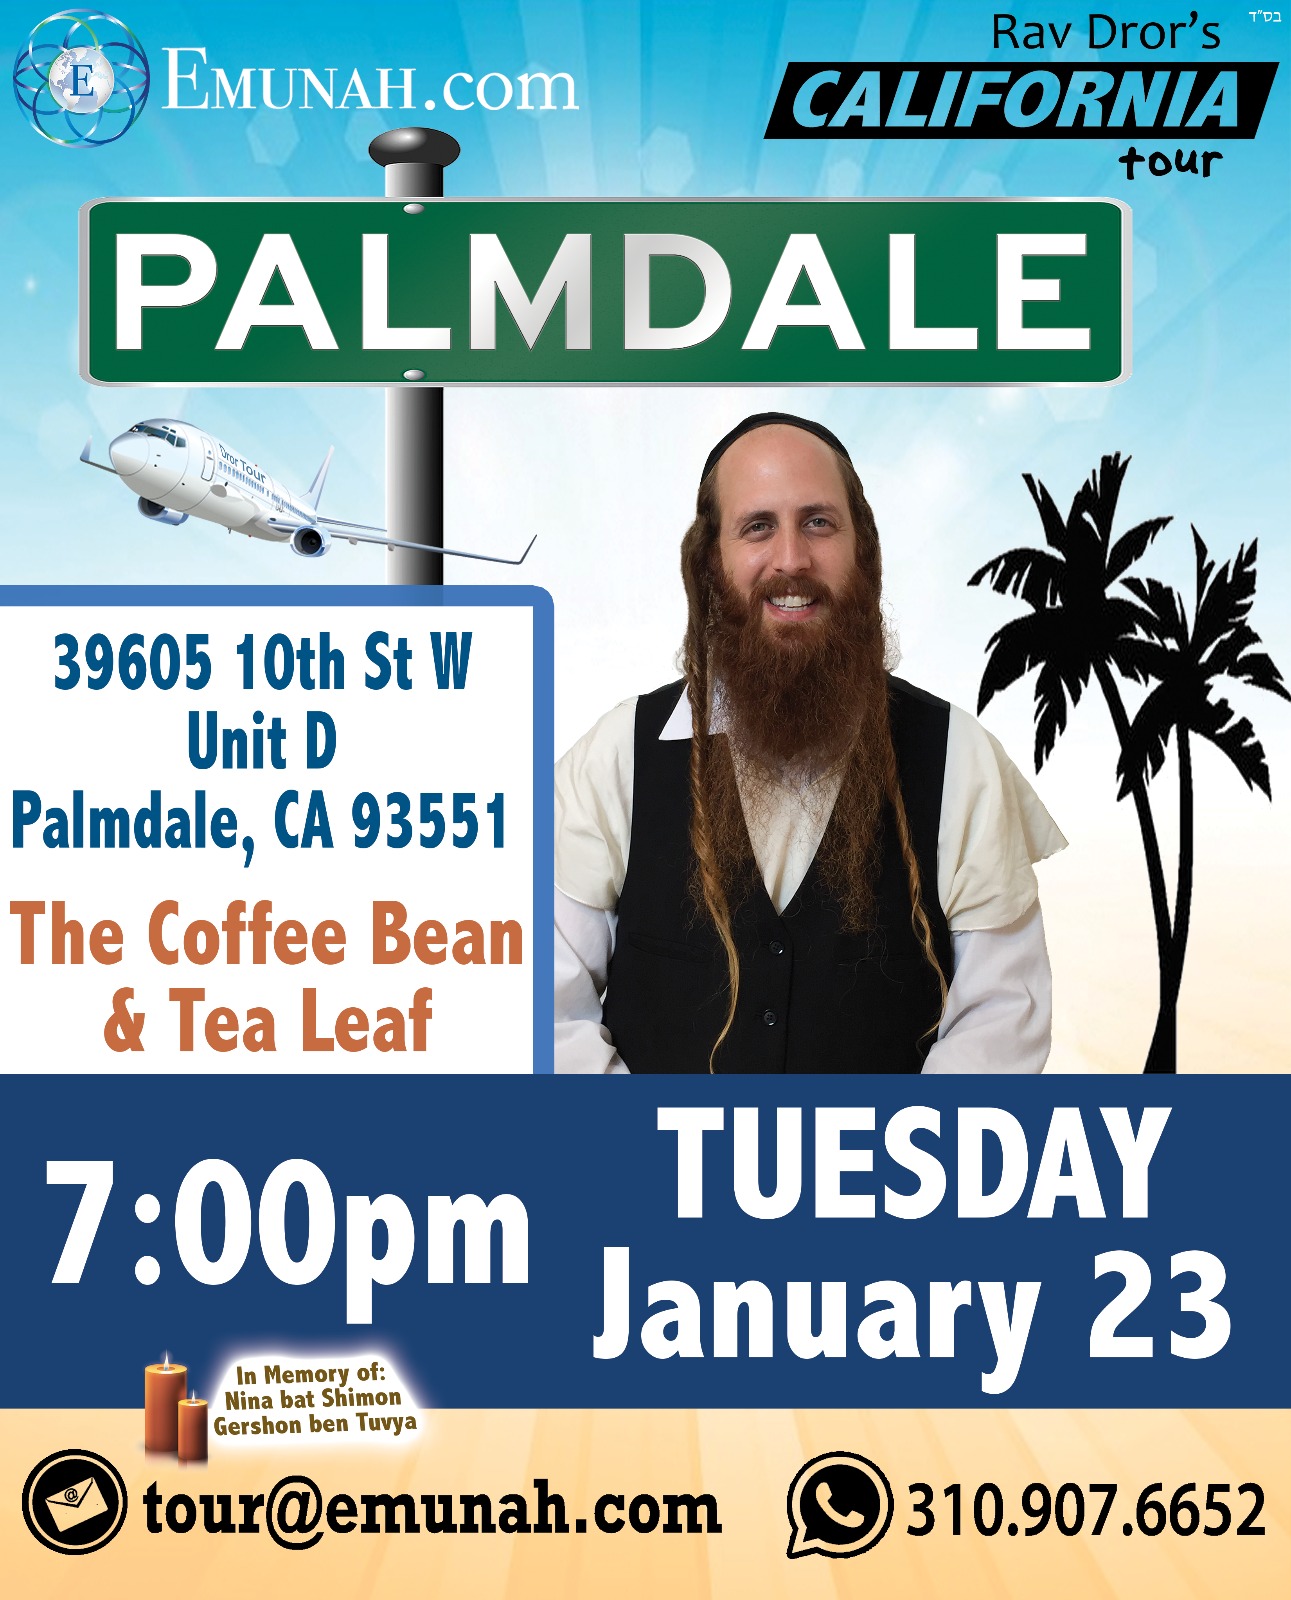 E
EMUNAH.com
בס"ד
Rav Dror's
CALIFORNIA
tour
PALMDALE
Dror Tour
39605 10th St W
Unit D
Palmdale, CA 93551
The Coffee Bean
& Tea Leaf
7:00pm
TUESDAY
January 23
In Memory of:
Nina bat Shimon
Gershon ben Tuvya
@
tour@emunah.com
310.907.6652